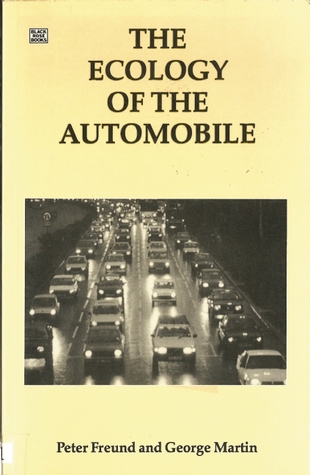 BLACK
ROSE
BOOKS
THE
ECOLOGY
OF THE
AUTOMOBILE
Peter Freund and George Martin